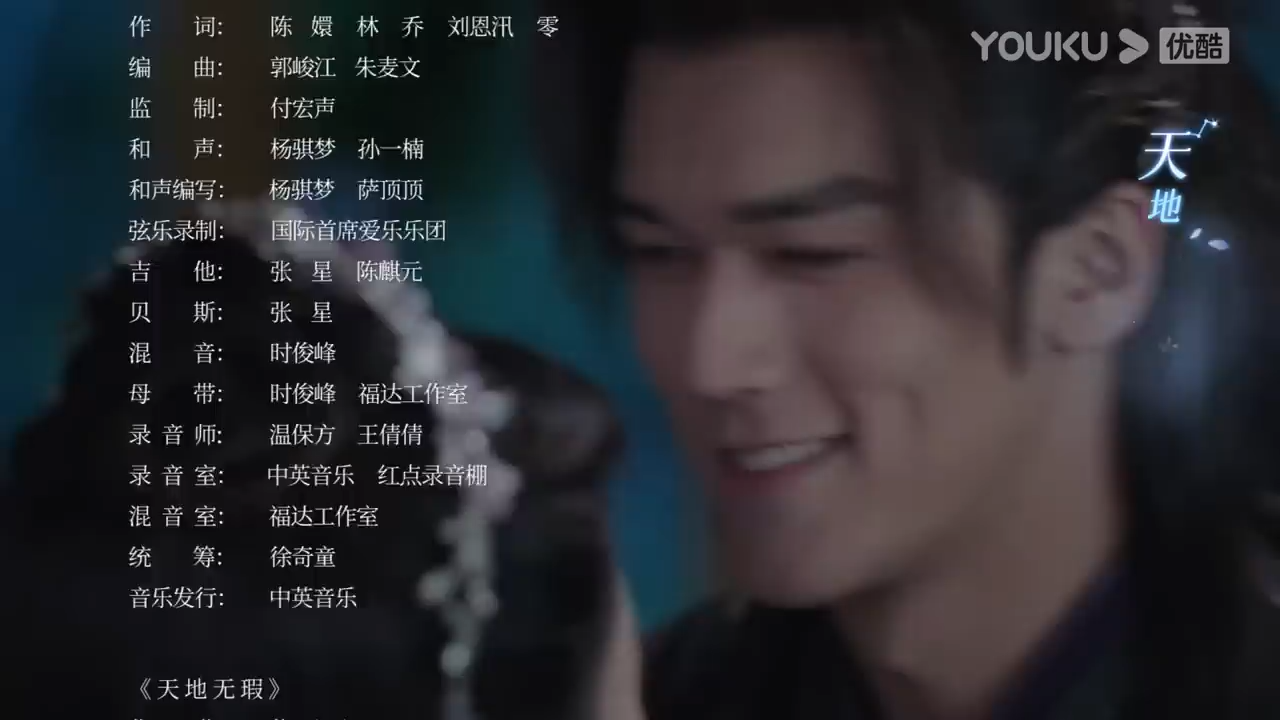 作 词： 陈 嬛 林 乔 刘恩汛 零
编 曲： 郭峻江 朱麦文
监 制： 付宏声
和 声： 杨骐梦 孙一楠
和声编写： 杨骐梦 萨顶顶
弦乐录制： 国际首席爱乐乐团
吉 他： 张 星 陈麒元
贝 斯： 张 星
混 音： 时俊峰
母 带： 时俊峰 福达工作室
录 音 师： 温保方 王倩倩
录 音 室： 中英音乐 红点录音棚
混 音 室： 福达工作室
统 筹： 徐奇童
音乐发行： 中英音乐
《天地无瑕》
YOUKU 优酷
天
地